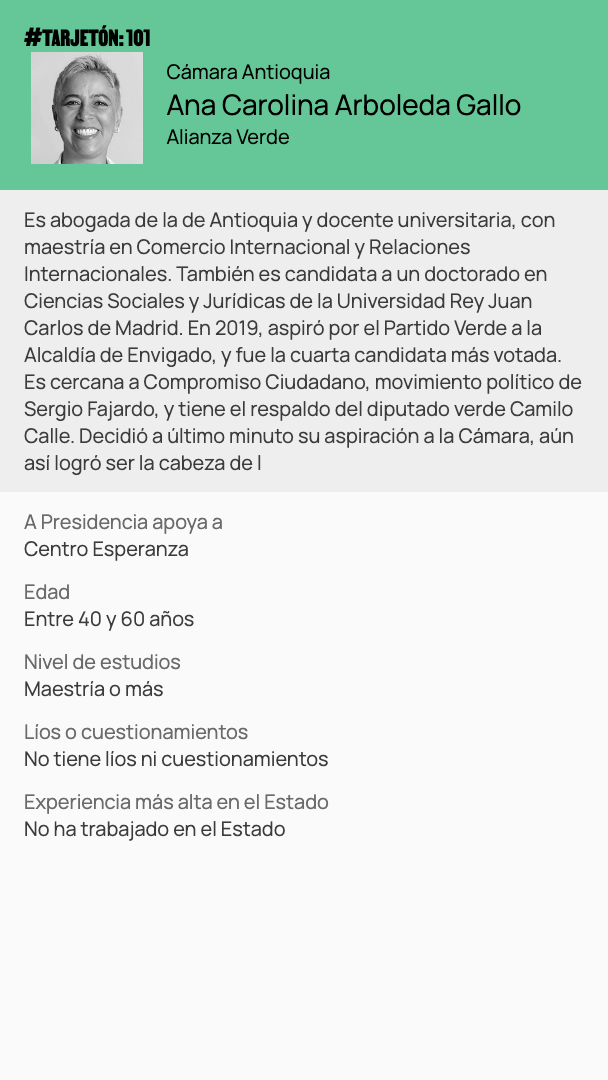 #TARJETÓN: 101
Cámara Antioquia
Ana Carolina Arboleda Gallo
Alianza Verde
Es abogada de la de Antioquia y docente universitaria, con
maestría en Comercio Internacional y Relaciones
Internacionales. También es candidata a un doctorado en
Ciencias Sociales y Jurídicas de la Universidad Rey Juan
Carlos de Madrid. En 2019, aspiró por el Partido Verde a la
Alcaldía de Envigado, y fue la cuarta candidata más votada.
Es cercana a Compromiso Ciudadano, movimiento político de
Sergio Fajardo, y tiene el respaldo del diputado verde Camilo
Calle. Decidió a último minuto su aspiración a la Cámara, aún
así logró ser la cabeza de l
A Presidencia apoya a
Centro Esperanza
Edad
Entre 40 y 60 años
Nivel de estudios
Maestría o más
Líos o cuestionamientos
No tiene líos ni cuestionamientos
Experiencia más alta en el Estado
No ha trabajado en el Estado